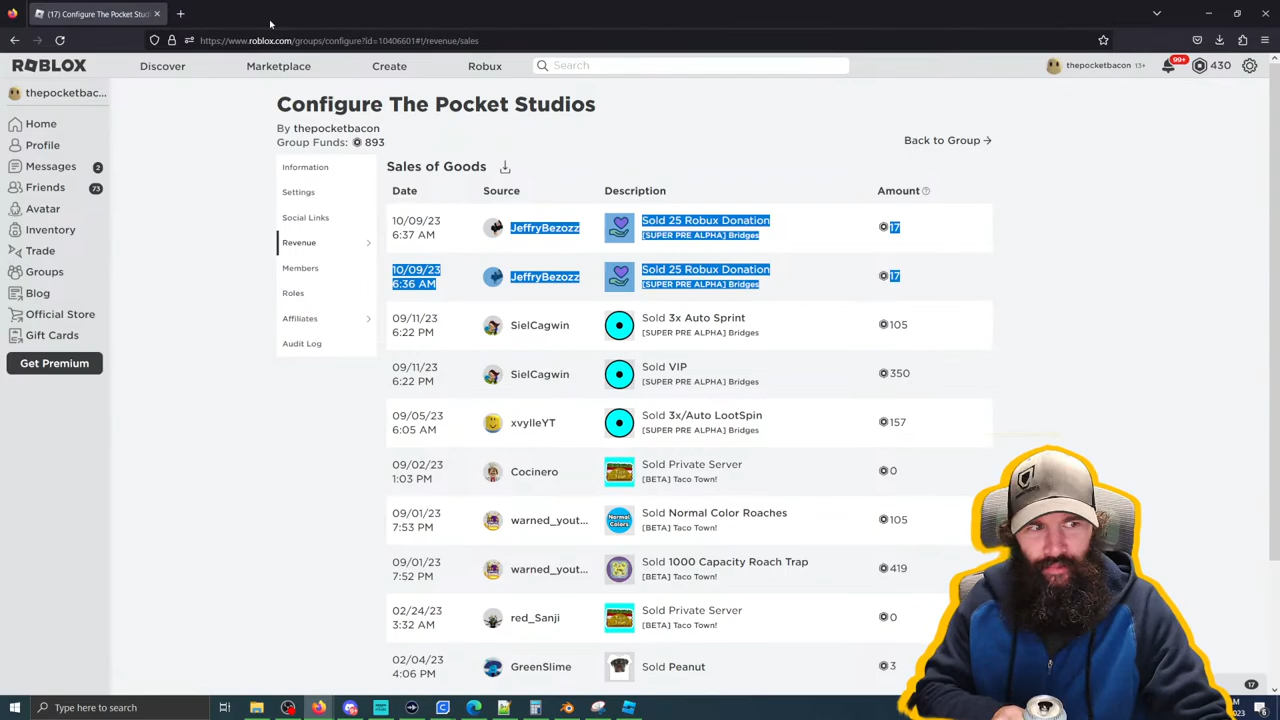 (17) Configure The Pocket Studi
https://www.roblox.com/groups/configure?id=10406601#!/revenue/sales
ROBLOX
Discover
Marketplace
Create
Robux
Search
thepocketbacon 13+
99+
430
thepocketbac...
Home
Profile
Messages 2
Friends 73
Avatar
Inventory
Trade
Groups
Blog
Official Store
Gift Cards
Get Premium
Configure The Pocket Studios
By thepocketbacon
Group Funds: 893
Back to Group
Information
Settings
Social Links
Revenue
Members
Roles
Affiliates
Audit Log
Sales of Goods
Date Source Description Amount
10/09/23
6:37 AM
JeffryBezozz
Sold 25 Robux Donation
[SUPER PRE ALPHA] Bridges
17
10/09/23
6:36 AM
JeffryBezozz
Sold 25 Robux Donation
[SUPER PRE ALPHA] Bridges
17
09/11/23
6:22 PM
SielCagwin
Sold 3x Auto Sprint
[SUPER PRE ALPHA] Bridges
105
09/11/23
6:22 PM
SielCagwin
Sold VIP
[SUPER PRE ALPHA] Bridges
350
09/05/23
6:05 AM
xvylleYT
Sold 3x/Auto LootSpin
[SUPER PRE ALPHA] Bridges
157
09/02/23
1:03 PM
Cocinero
Sold Private Server
[BETA] Taco Town!
0
09/01/23
7:53 PM
warned_yout...
Normal
Colors
Sold Normal Color Roaches
[BETA] Taco Town!
105
09/01/23
7:52 PM
warned_yout...
Sold 1000 Capacity Roach Trap
[BETA] Taco Town!
419
02/24/23
3:32 AM
red_Sanji
Sold Private Server
[BETA] Taco Town!
0
02/04/23
4:06 PM
GreenSlime
Sold Peanut
3
17
Type here to search
6